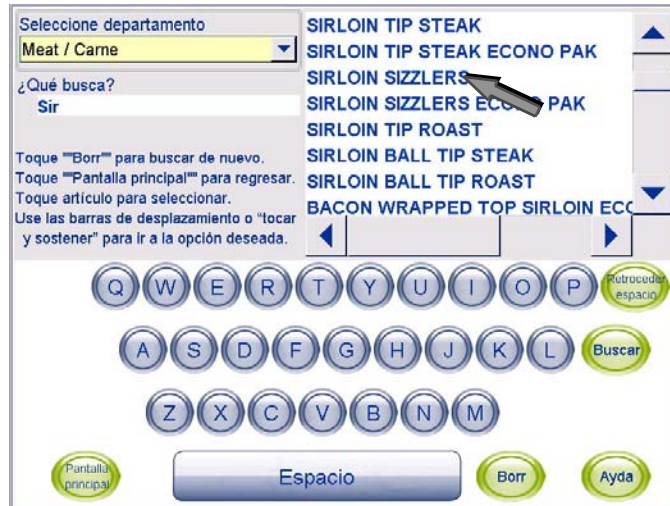 Seleccione departamento
Meat / Carne
¿Qué busca?
Sir
Toque ""Borr"" para buscar de nuevo.
Toque ""Pantalla principal"" para regresar.
Toque artículo para seleccionar.
Use las barras de desplazamiento o "tocar
y sostener" para ir a la opción deseada.
SIRLOIN TIP STEAK
SIRLOIN TIP STEAK ECONO PAK
SIRLOIN SIZZLERS
SIRLOIN SIZZLERS ECONO PAK
SIRLOIN TIP ROAST
SIRLOIN BALL TIP STEAK
SIRLOIN BALL TIP ROAST
BACON WRAPPED TOP SIRLOIN ECO
Q W E R T Y U I O P
Retroceder
espacio
A S D F G H J K L Buscar
Z X C V B N M
Pantalla
principal
Espacio Borr Ayda